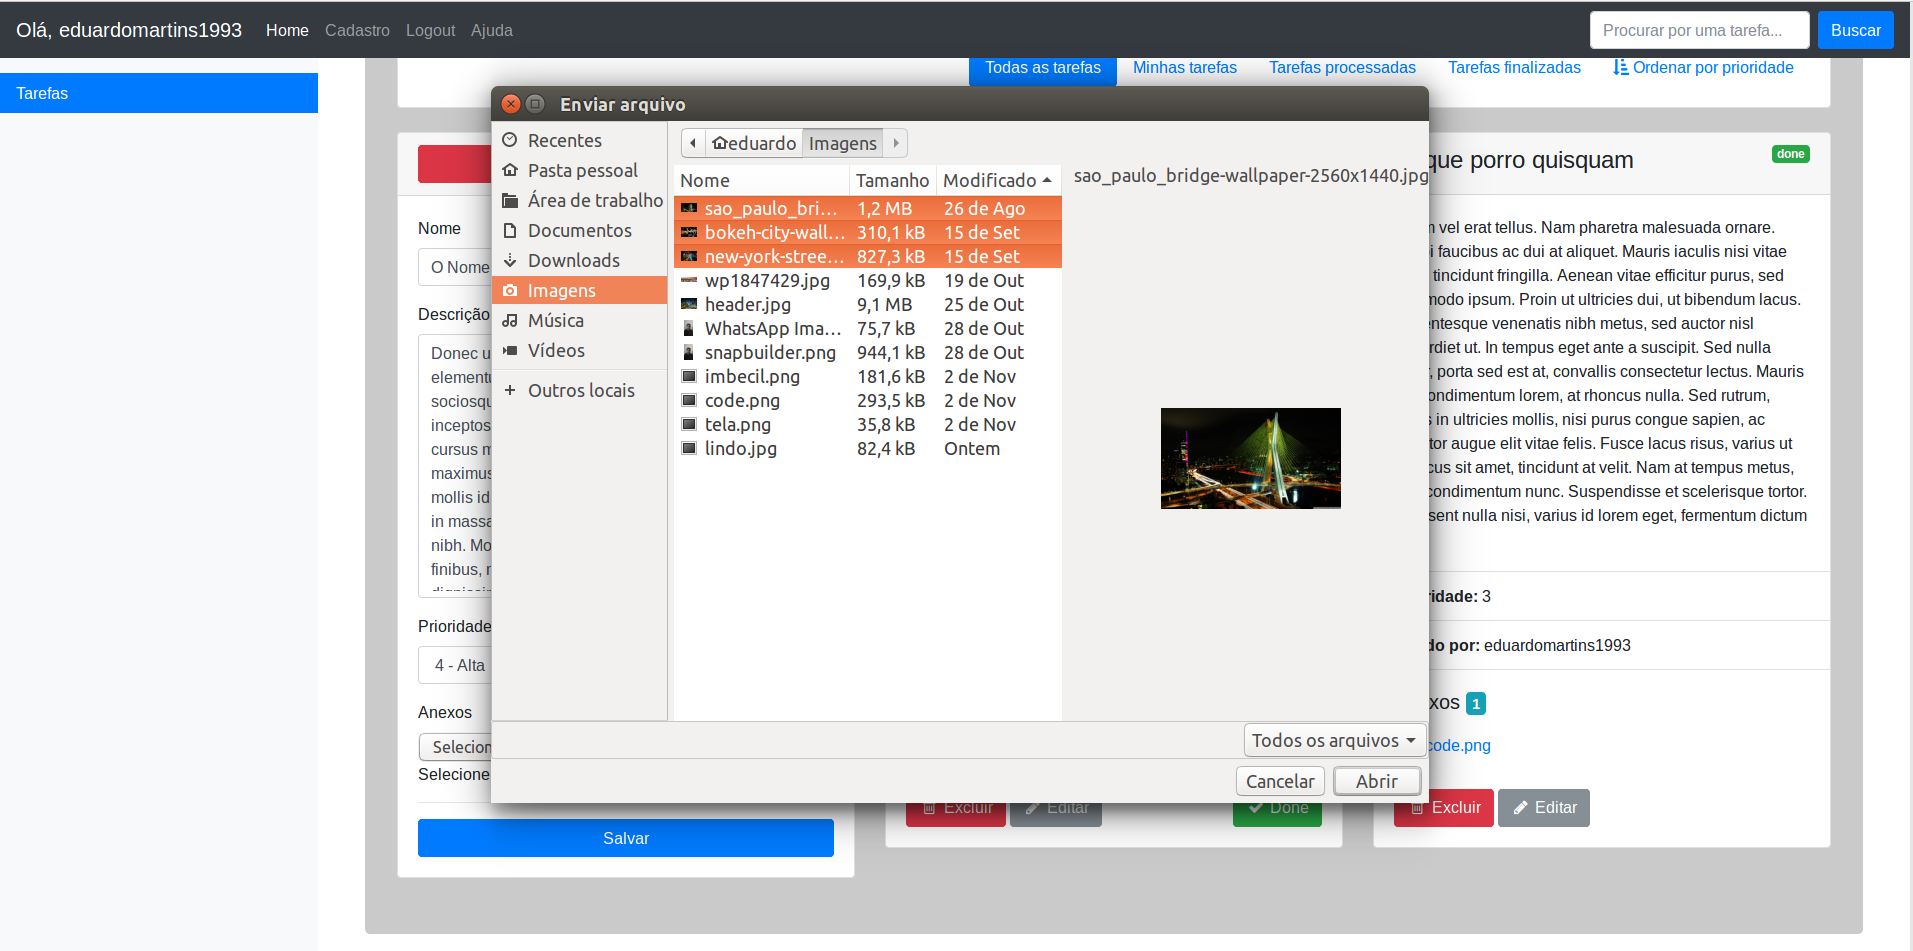 Olá, eduardomartins1993 Home Cadastro Logout Ajuda Procurar por uma tarefa... Buscar
Tarefas
Todas as tarefas Minhas tarefas Tarefas processadas Tarefas finalizadas Ordenar por prioridade
Nome
O Nome
Descrição
Donec u
sociosqu
inceptos
cursus m
maximus
mollis id
in massa
nibh. Mo
finibus, r
Prioridade
4 - Alta
Anexos
Selecion
Selecione
Salvar
Enviar arquivo
Recentes
Pasta pessoal
Área de trabalho
Documentos
Downloads
Imagens
Música
Vídeos
+ Outros locais
eduardo Imagens
Nome Tamanho Modificado
sao_paulo_bri... 1,2 MB 26 de Ago
bokeh-city-wall... 310,1 kB 15 de Set
new-york-stree... 827,3 kB 15 de Set
wp1847429.jpg 169,9 kB 19 de Out
header.jpg 9,1 MB 25 de Out
WhatsApp Ima... 75,7 kB 28 de Out
snapbuilder.png 944,1 kB 28 de Out
imbecil.png 181,6 kB 2 de Nov
code.png 293,5 kB 2 de Nov
tela.png 35,8 kB 2 de Nov
lindo.jpg 82,4 kB Ontem
sao_paulo_bridge-wallpaper-2560x1440.jpg
Todos os arquivos
Cancelar Abrir
Excluir Editar Done
que porro quisquam done
vel erat tellus. Nam pharetra malesuada ornare.
i faucibus ac dui at aliquet. Mauris iaculis nisi vitae
tincidunt fringilla. Aenean vitae efficitur purus, sed
modo ipsum. Proin ut ultricies dui, ut bibendum lacus.
entesque venenatis nibh metus, sed auctor nisl
rdiet ut. In tempus eget ante a suscipit. Sed nulla
, porta sed est at, convallis consectetur lectus. Mauris
ondimentum lorem, at rhoncus nulla. Sed rutrum,
s in ultricies mollis, nisi purus congue sapien, ac
tor augue elit vitae felis. Fusce lacus risus, varius ut
cus sit amet, tincidunt at velit. Nam at tempus metus,
condimentum nunc. Suspendisse et scelerisque tortor.
sent nulla nisi, varius id lorem eget, fermentum dictum
ridade: 3
do por: eduardomartins1993
xos 1
code.png
Excluir Editar